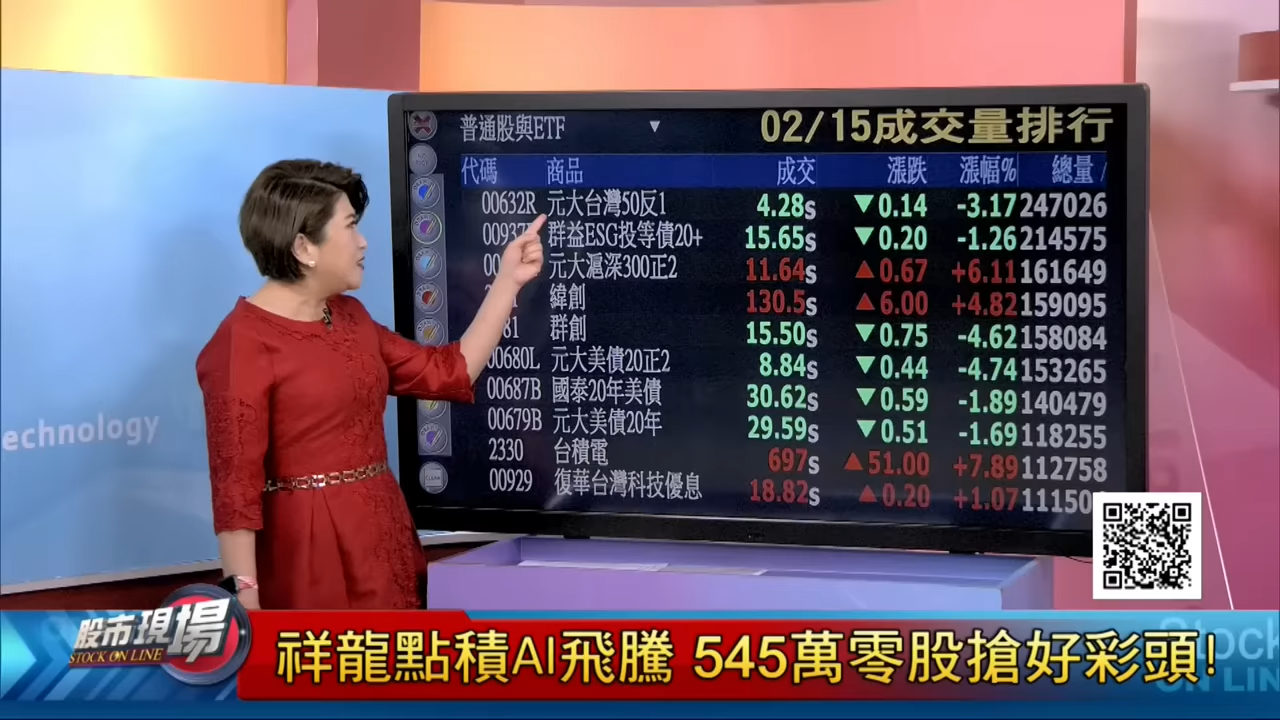 普通股與ETF ▼ 02/15成交量排行
代碼 商品 成交 漲跌 漲幅% 總量
00632R 元大台灣50反1 4.28s ▼0.14 -3.17 247026
00937 群益ESG投等債20+ 15.65s ▼0.20 -1.26 214575
元大滬深300正2 11.64s ▲0.67 +6.11 161649
緯創 130.5s ▲6.00 +4.82 159095
81 群創 15.50s ▼0.75 -4.62 158084
00680L 元大美債20正2 8.84s ▼0.44 -4.74 153265
00687B 國泰20年美債 30.62s ▼0.59 -1.89 140479
00679B 元大美債20年 29.59s ▼0.51 -1.69 118255
2330 台積電 697s ▲51.00 +7.89 112758
00929 復華台灣科技優息 18.82s ▲0.20 +1.07 11150
echnology
股市現場
STOCK ON LINE
祥龍點積AI飛騰 545萬零股搶好彩頭!
Stock
ON LIN